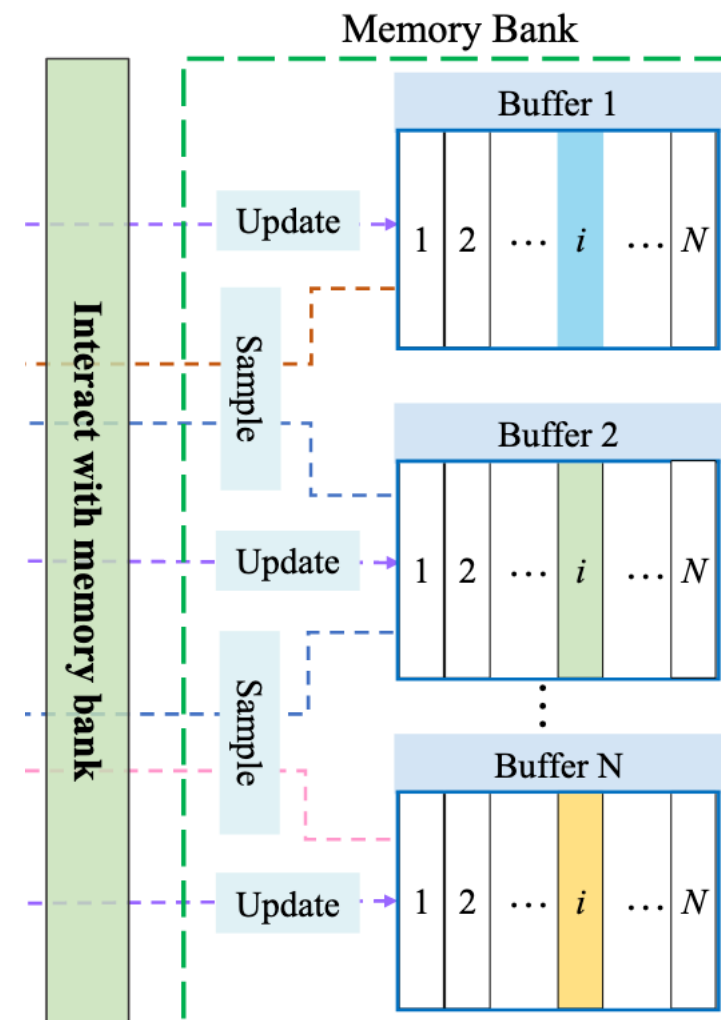 Memory Bank
Interact with memory bank
Buffer 1
Update
1 2 ... i ... N
Sample
Buffer 2
Update
1 2 ... i ... N
Sample
Buffer N
Update
1 2 ... i ... N